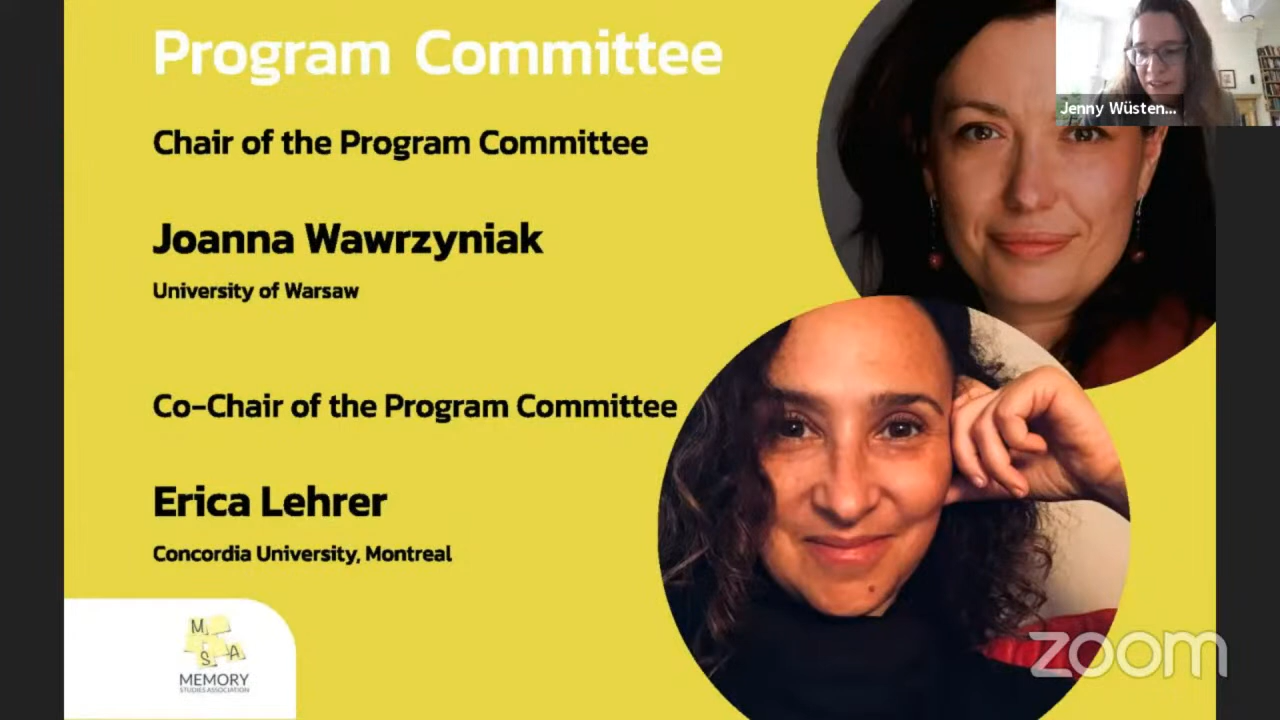 Program Committee
Jenny Wüsten...
Chair of the Program Committee
Joanna Wawrzyniak
University of Warsaw
Co-Chair of the Program Committee
Erica Lehrer
Concordia University, Montreal
M
S A
MEMORY
STUDIES ASSOCIATION
zoom